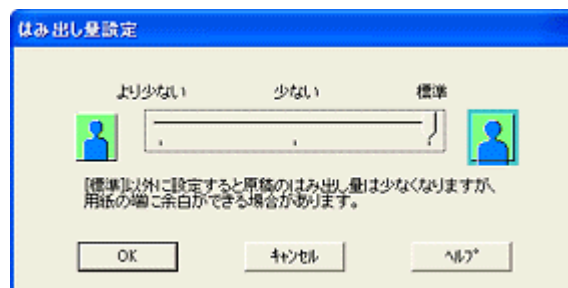 はみ出し量設定
より少ない 少ない 標準
[標準]以外に設定すると原稿のはみ出し量は少なくなりますが、
用紙の端に余白ができる場合があります。
OK キャンセル ヘルプ